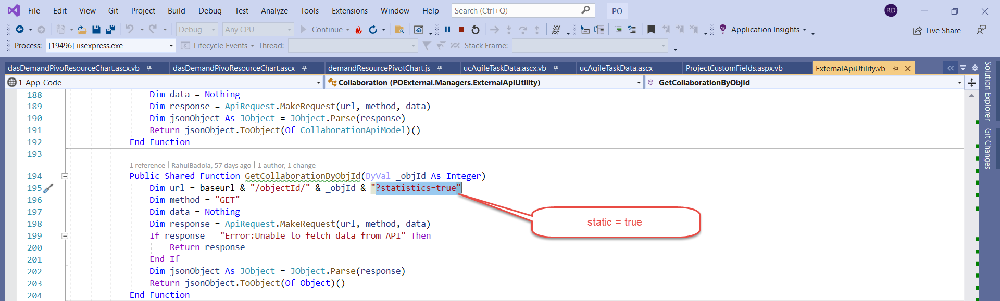 File Edit View Git Project Build Debug Test Analyze Tools Extensions Window Help Search (Ctrl+Q) PO RD
Debug Any CPU Continue Application Insights Live Share
Process: [19496] iisexpress.exe Lifecycle Events Thread: Stack Frame:
dasDemandPivoResourceChart.ascx.vb dasDemandPivoResourceChart.ascx demandResourcePivotChart.js ucAgileTaskData.ascx.vb ucAgileTaskData.ascx ProjectCustomFields.aspx.vb ExternalApiUtility.vb
1_App_Code Collaboration (POExternal.Managers.ExternalApiUtility) GetCollaborationByObjId
188 Dim data = Nothing
189 Dim response = ApiRequest.MakeRequest(url, method, data)
190 Dim jsonObject As JObject = JObject.Parse(response)
191 Return jsonObject.ToObject(Of CollaborationApiModel)()
192 End Function
193
1 reference | RahulBadola, 57 days ago | 1 author, 1 change
194 Public Shared Function GetCollaborationByObjId(ByVal _objId As Integer)
195 Dim url = baseurl & "/objectId/" & _objId & "?statistics=true"
196 Dim method = "GET"
197 Dim data = Nothing
198 Dim response = ApiRequest.MakeRequest(url, method, data)
199 If response = "Error:Unable to fetch data from API" Then
200 Return response
201 End If
202 Dim jsonObject As JObject = JObject.Parse(response)
203 Return jsonObject.ToObject(Of Object)()
204 End Function
static = true
Solution Explorer
Git Changes